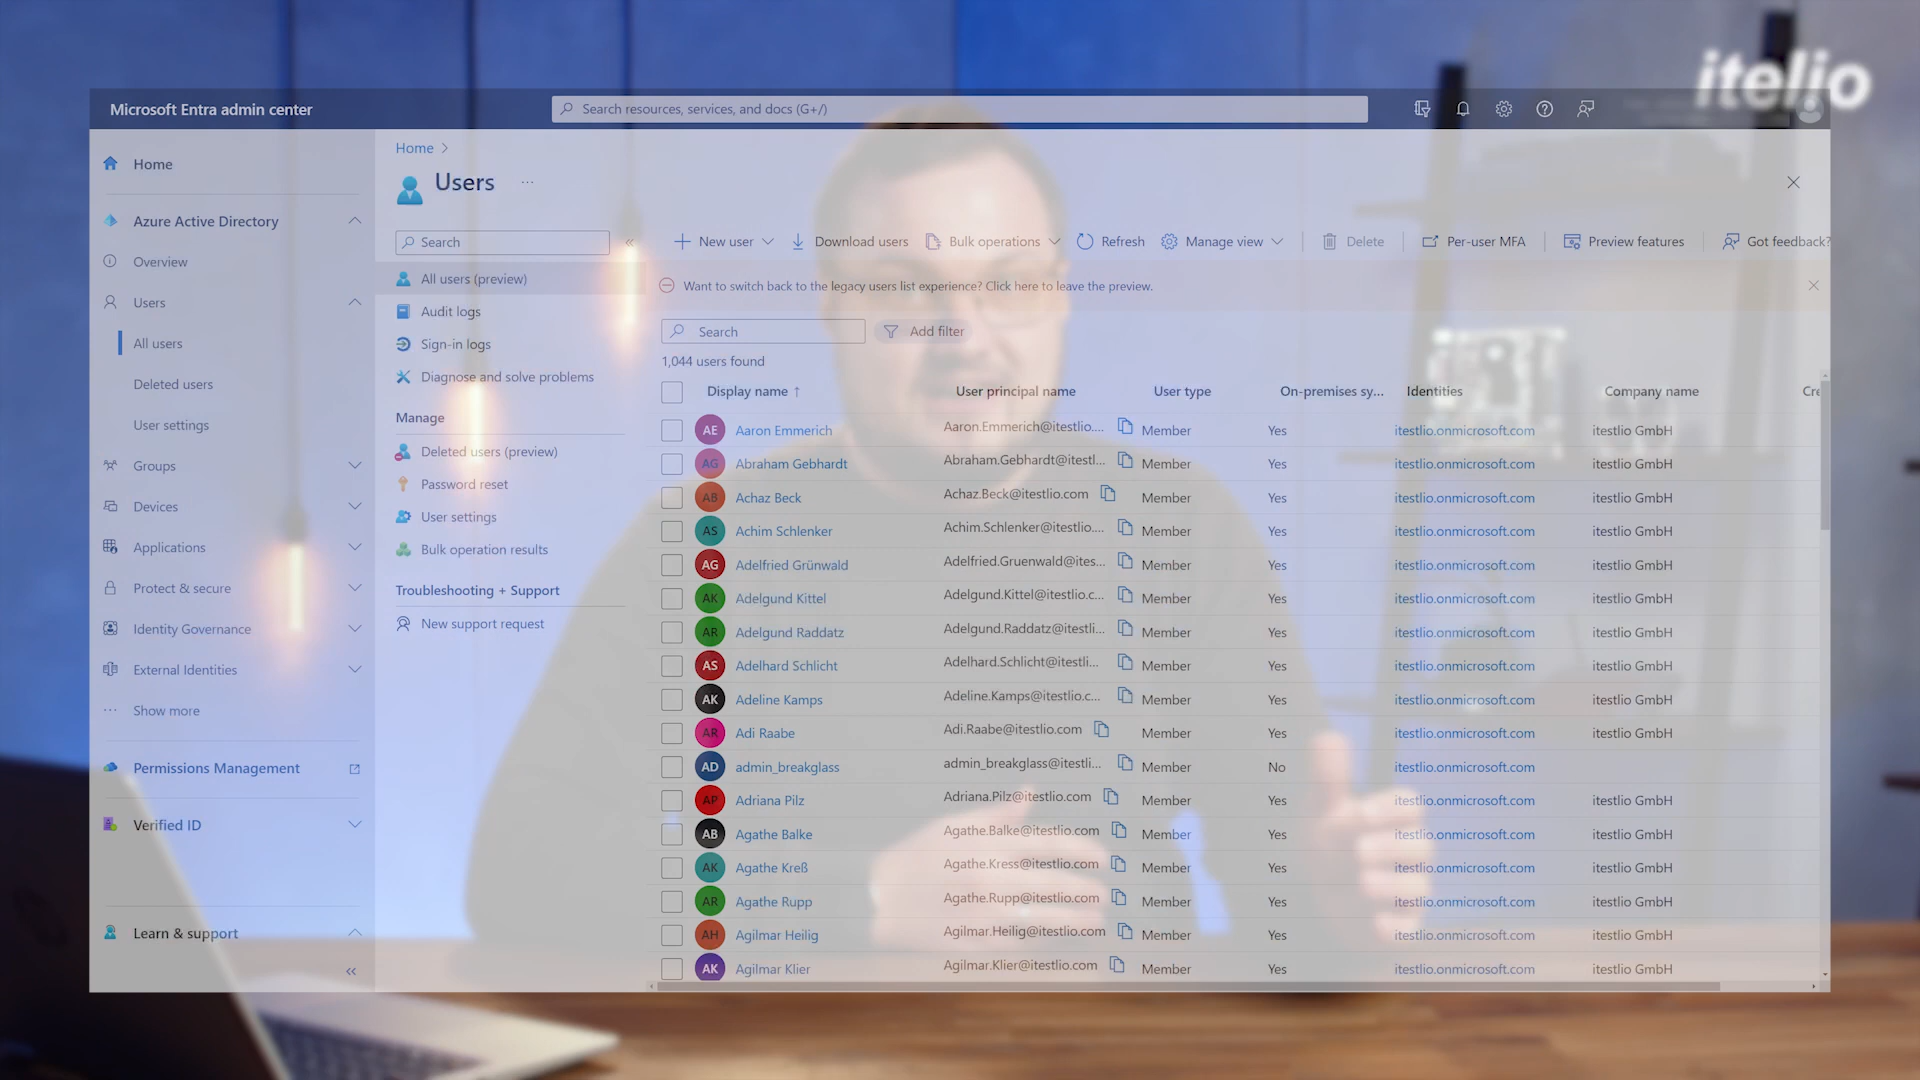 itelio
Microsoft Entra admin center
Search resources, services, and docs (G+/)
Home
Azure Active Directory
Overview
Users
All users
Deleted users
User settings
Groups
Devices
Applications
Protect & secure
Identity Governance
External Identities
Show more
Permissions Management
Verified ID
Learn & support
Home
Users
Search
All users (preview)
Audit logs
Sign-in logs
Diagnose and solve problems
Manage
Deleted users (preview)
Password reset
User settings
Bulk operation results
Troubleshooting + Support
New support request
New user Download users Bulk operations Refresh Manage view Delete Per-user MFA Preview features Got feedback?
Want to switch back to the legacy users list experience? Click here to leave the preview.
Search Add filter
1,044 users found
Display name ↑ User principal name User type On-premises sy... Identities Company name Cre
AE Aaron Emmerich Aaron.Emmerich@itestlio.... Member Yes itestlio.onmicrosoft.com itestlio GmbH
AG Abraham Gebhardt Abraham.Gebhardt@itestl... Member Yes itestlio.onmicrosoft.com itestlio GmbH
AB Achaz Beck Achaz.Beck@itestlio.com Member Yes itestlio.onmicrosoft.com itestlio GmbH
AS Achim Schlenker Achim.Schlenker@itestlio.... Member Yes itestlio.onmicrosoft.com itestlio GmbH
AG Adelfried Grünwald Adelfried.Gruenwald@ites... Member Yes itestlio.onmicrosoft.com itestlio GmbH
AK Adelgund Kittel Adelgund.Kittel@itestlio.c... Member Yes itestlio.onmicrosoft.com itestlio GmbH
AR Adelgund Raddatz Adelgund.Raddatz@itestli... Member Yes itestlio.onmicrosoft.com itestlio GmbH
AS Adelhard Schlicht Adelhard.Schlicht@itestli... Member Yes itestlio.onmicrosoft.com itestlio GmbH
AK Adeline Kamps Adeline.Kamps@itestlio.c... Member Yes itestlio.onmicrosoft.com itestlio GmbH
AR Adi Raabe Adi.Raabe@itestlio.com Member Yes itestlio.onmicrosoft.com itestlio GmbH
AD admin_breakglass admin_breakglass@itestli... Member No itestlio.onmicrosoft.com
AP Adriana Pilz Adriana.Pilz@itestlio.com Member Yes itestlio.onmicrosoft.com itestlio GmbH
AB Agathe Balke Agathe.Balke@itestlio.com Member Yes itestlio.onmicrosoft.com itestlio GmbH
AK Agathe Kreß Agathe.Kress@itestlio.com Member Yes itestlio.onmicrosoft.com itestlio GmbH
AR Agathe Rupp Agathe.Rupp@itestlio.com Member Yes itestlio.onmicrosoft.com itestlio GmbH
AH Agilmar Heilig Agilmar.Heilig@itestlio.com Member Yes itestlio.onmicrosoft.com itestlio GmbH
AK Agilmar Klier Agilmar.Klier@itestlio.com Member Yes itestlio.onmicrosoft.com itestlio GmbH